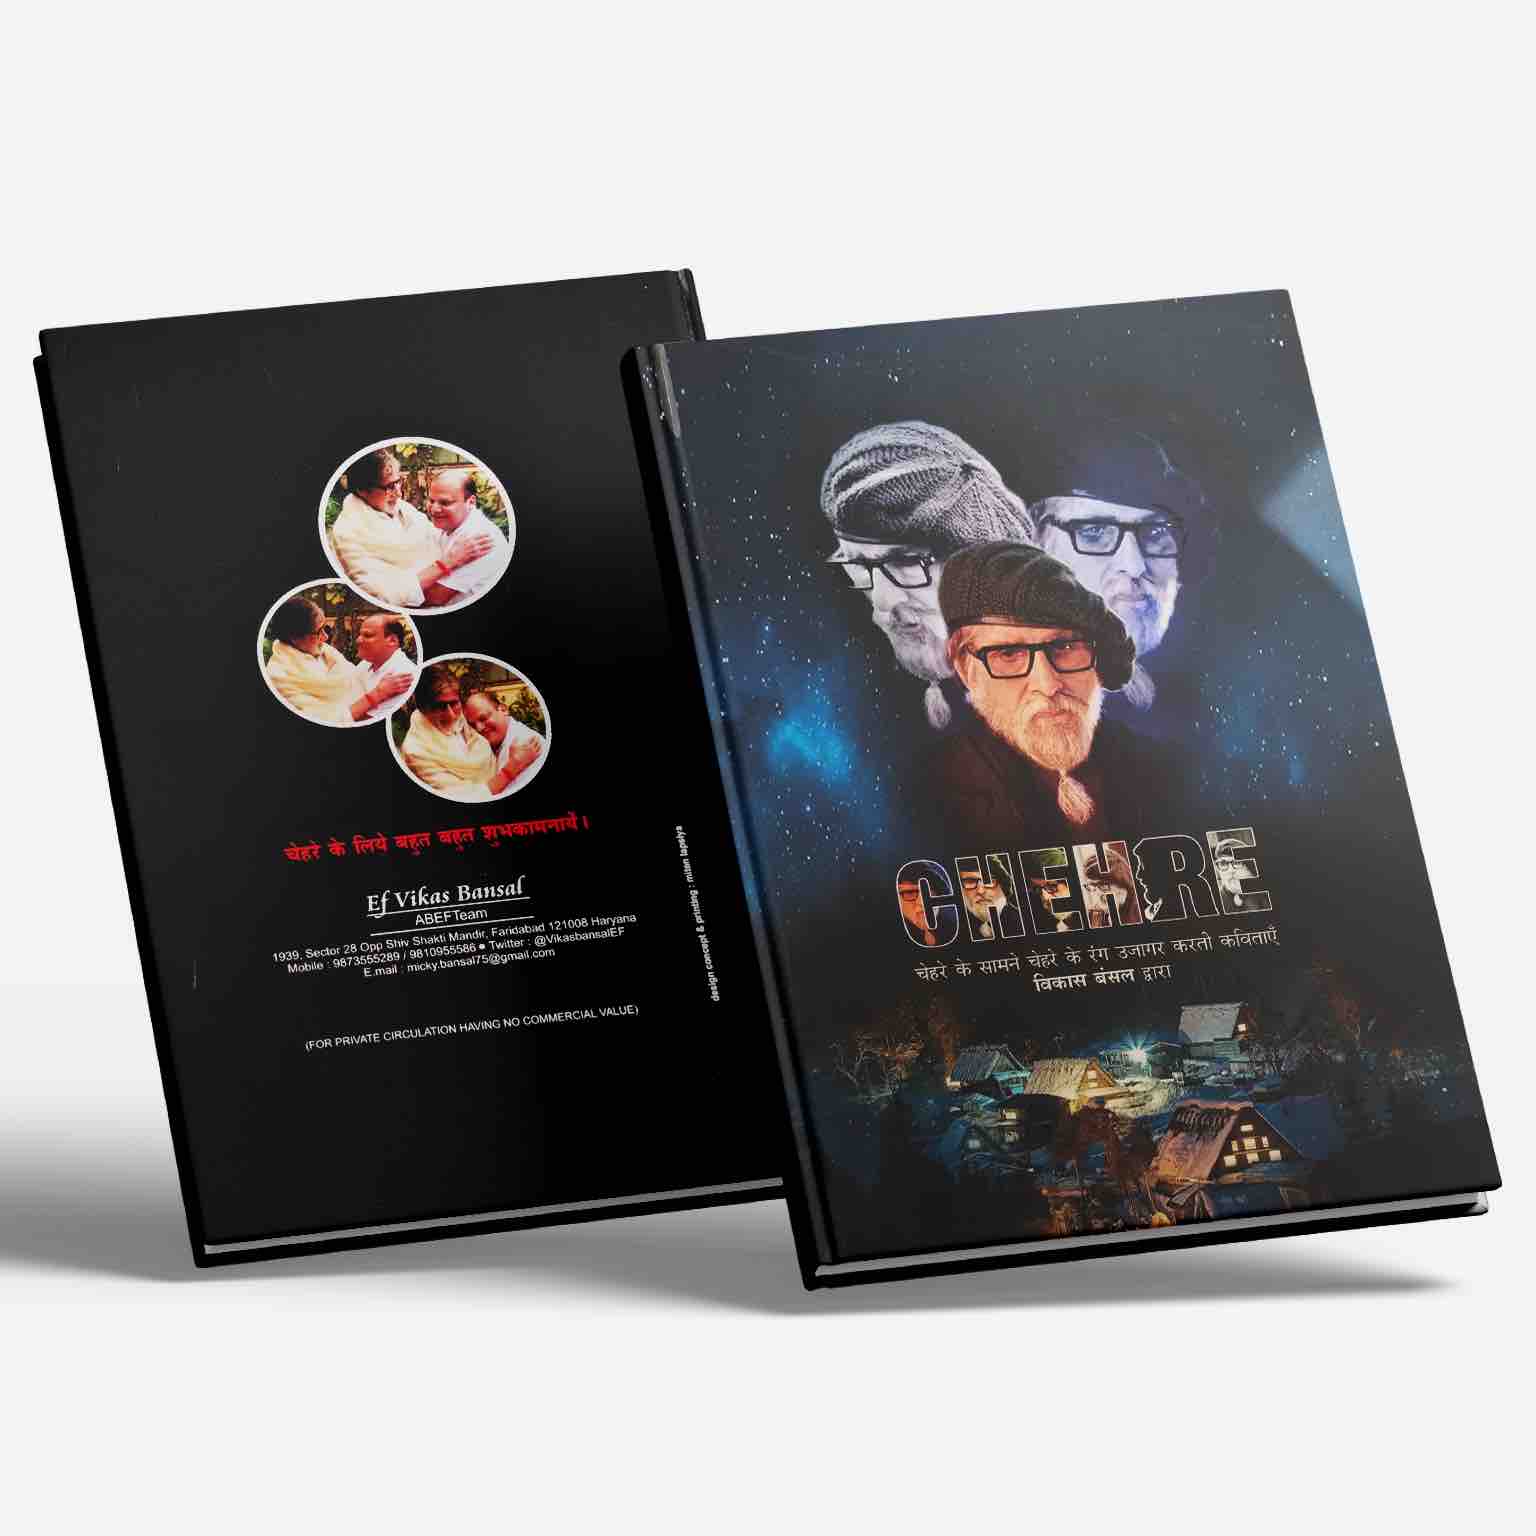 चेहरे के लिये बहुत बहुत शुभकामनायें।
Ef Vikas Bansal
ABEFTeam
1939, Sector 28 Opp Shiv Shakti Mandir, Faridabad 121008 Haryana
Mobile : 9873555289 / 9810955586 ● Twitter : @VikasbansalEF
E.mail : micky.bansal75@gmail.com
(FOR PRIVATE CIRCULATION HAVING NO COMMERCIAL VALUE)
design concept & printing : miten lapsiya
CHEHRE
चेहरे के सामने चेहरे के रंग उजागर करती कविताएँ
विकास बंसल द्वारा